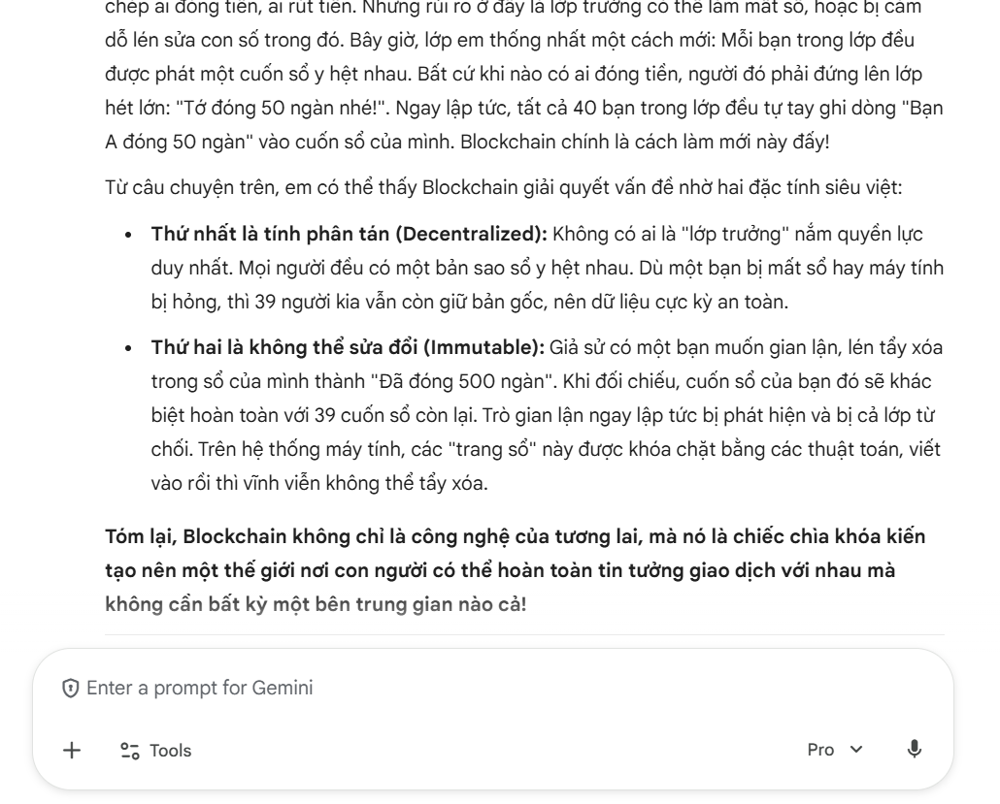 chép ai đóng tiền, ai rút tiền. Nhưng rủi ro ở đây là lớp trưởng có thể làm mất sổ, hoặc bị cám
dỗ lén sửa con số trong đó. Bây giờ, lớp em thống nhất một cách mới: Mỗi bạn trong lớp đều
được phát một cuốn sổ y hệt nhau. Bất cứ khi nào có ai đóng tiền, người đó phải đứng lên lớp
hét lớn: "Tớ đóng 50 ngàn nhé!". Ngay lập tức, tất cả 40 bạn trong lớp đều tự tay ghi dòng "Bạn
A đóng 50 ngàn" vào cuốn sổ của mình. Blockchain chính là cách làm mới này đấy!
Từ câu chuyện trên, em có thể thấy Blockchain giải quyết vấn đề nhờ hai đặc tính siêu việt:
• Thứ nhất là tính phân tán (Decentralized): Không có ai là "lớp trưởng" nắm quyền lực
duy nhất. Mọi người đều có một bản sao sổ y hệt nhau. Dù một bạn bị mất sổ hay máy tính
bị hỏng, thì 39 người kia vẫn còn giữ bản gốc, nên dữ liệu cực kỳ an toàn.
• Thứ hai là không thể sửa đổi (Immutable): Giả sử có một bạn muốn gian lận, lén tẩy xóa
trong sổ của mình thành "Đã đóng 500 ngàn". Khi đối chiếu, cuốn sổ của bạn đó sẽ khác
biệt hoàn toàn với 39 cuốn sổ còn lại. Trò gian lận ngay lập tức bị phát hiện và bị cả lớp từ
chối. Trên hệ thống máy tính, các "trang sổ" này được khóa chặt bằng các thuật toán, viết
vào rồi thì vĩnh viễn không thể tẩy xóa.
Tóm lại, Blockchain không chỉ là công nghệ của tương lai, mà nó là chiếc chìa khóa kiến
tạo nên một thế giới nơi con người có thể hoàn toàn tin tưởng giao dịch với nhau mà
không cần bất kỳ một bên trung gian nào cả!
Enter a prompt for Gemini
Tools
Pro